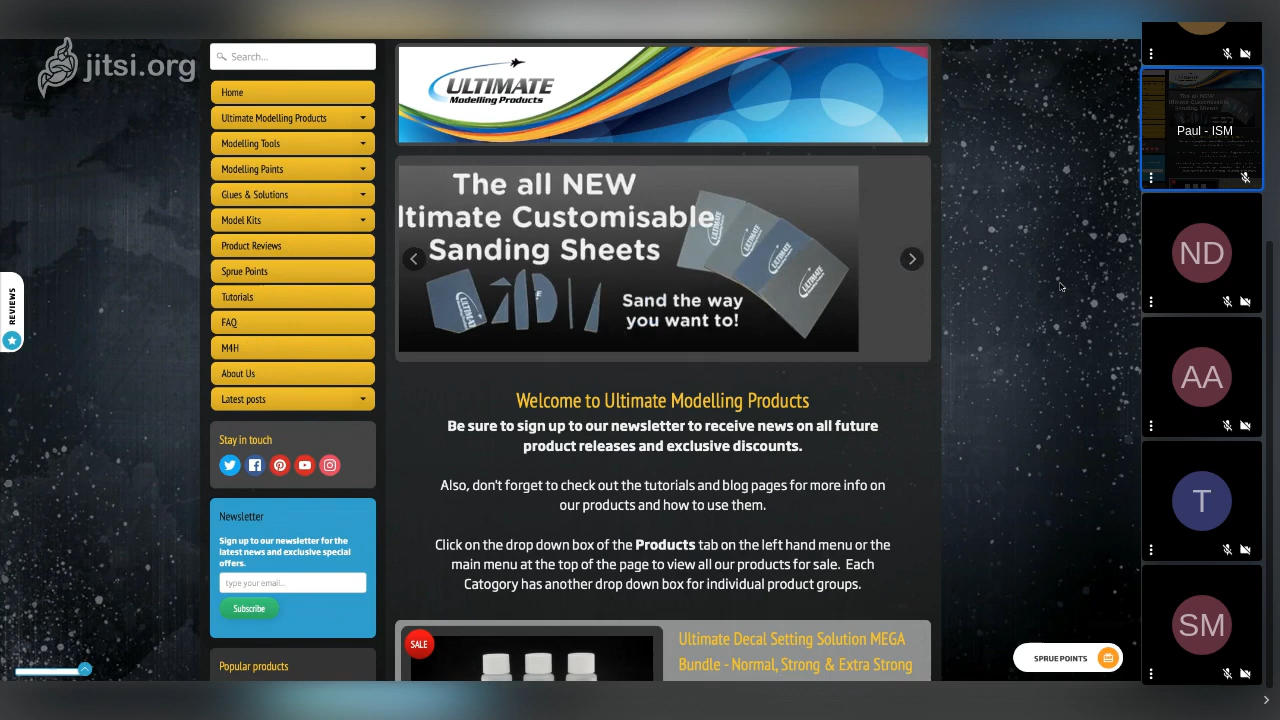 jitsi.org
Search...
Home
Ultimate Modelling Products
Modelling Tools
Modelling Paints
Glues & Solutions
Model Kits
Product Reviews
Sprue Points
Tutorials
FAQ
M4H
About Us
Latest posts
Stay in touch
Newsletter
Sign up to our newsletter for the
latest news and exclusive special
offers.
type your email...
Subscribe
Popular products
REVIEWS
ULTIMATE
Modelling Products
The all NEW
ltimate Customisable
Sanding Sheets
ULTIMATE
ULTIMATE
ULTIMATE
ULTIMATE
Sand the way
you want to!
Welcome to Ultimate Modelling Products
Be sure to sign up to our newsletter to receive news on all future
product releases and exclusive discounts.
Also, don't forget to check out the tutorials and blog pages for more info on
our products and how to use them.
Click on the drop down box of the Products tab on the left hand menu or the
main menu at the top of the page to view all our products for sale. Each
Catogory has another drop down box for individual product groups.
SALE
Ultimate Decal Setting Solution MEGA
Bundle - Normal, Strong & Extra Strong
SPRUE POINTS
Paul - ISM
ND
AA
T
SM